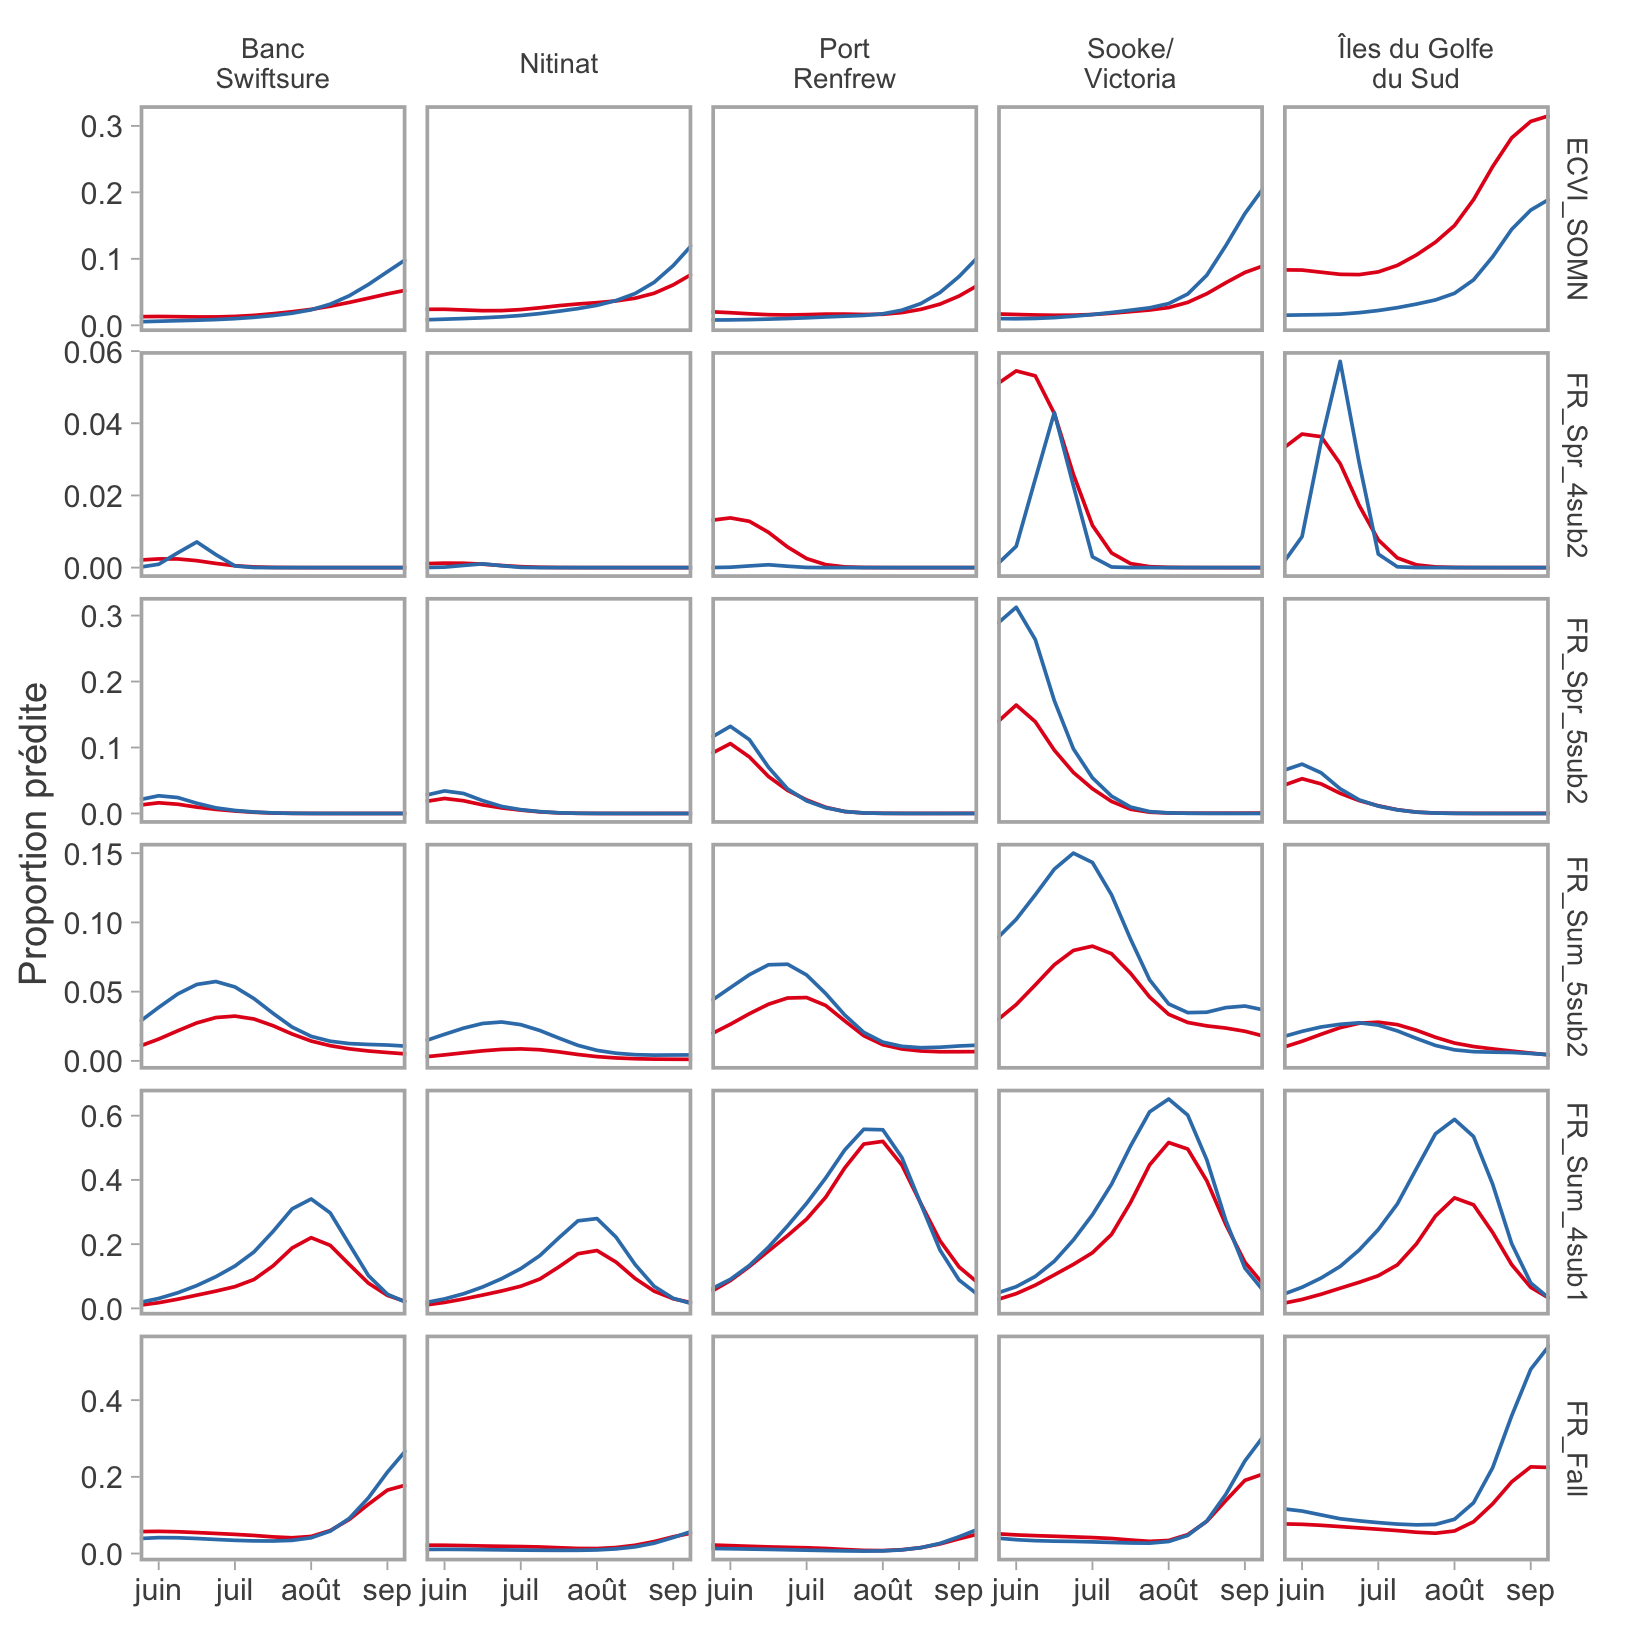 Banc
Swiftsure
Nitinat
Port
Renfrew
Sooke/
Victoria
Îles du Golfe
du Sud
Proportion prédite
0.3
0.2
0.1
0.0
ECVI_SOMN
0.06
0.04
0.02
0.00
FR_Spr_4sub2
0.3
0.2
0.1
0.0
FR_Spr_5sub2
0.15
0.10
0.05
0.00
FR_Sum_5sub2
0.6
0.4
0.2
0.0
FR_Sum_4sub1
0.4
0.2
0.0
FR_Fall
juin juil août sep juin juil août sep juin juil août sep juin juil août sep juin juil août sep